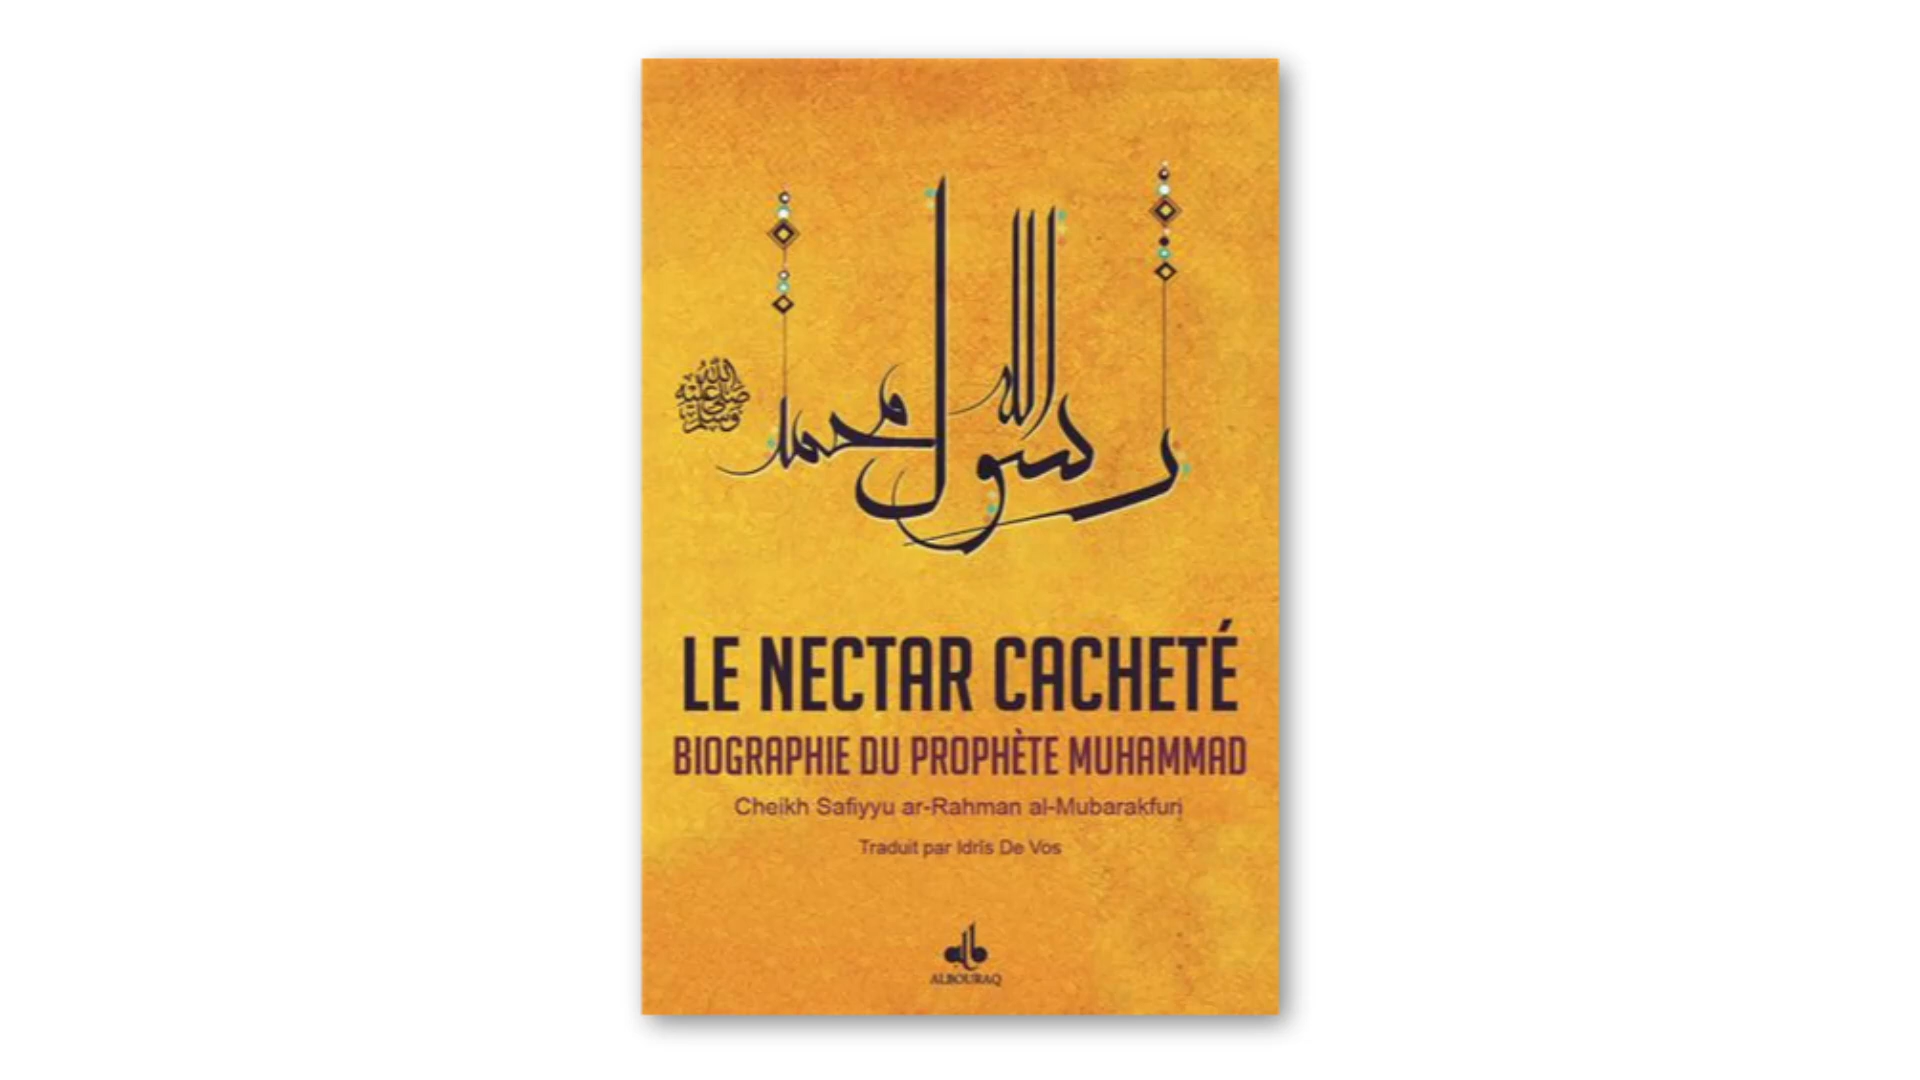 محمد رسول الله
صلى الله عليه وسلم
LE NECTAR CACHETÉ
BIOGRAPHIE DU PROPHÈTE MUHAMMAD
Cheikh Safiyyu ar-Rahman al-Mubarakfuri
Traduit par Idrîs De Vos
ALBOURAQ